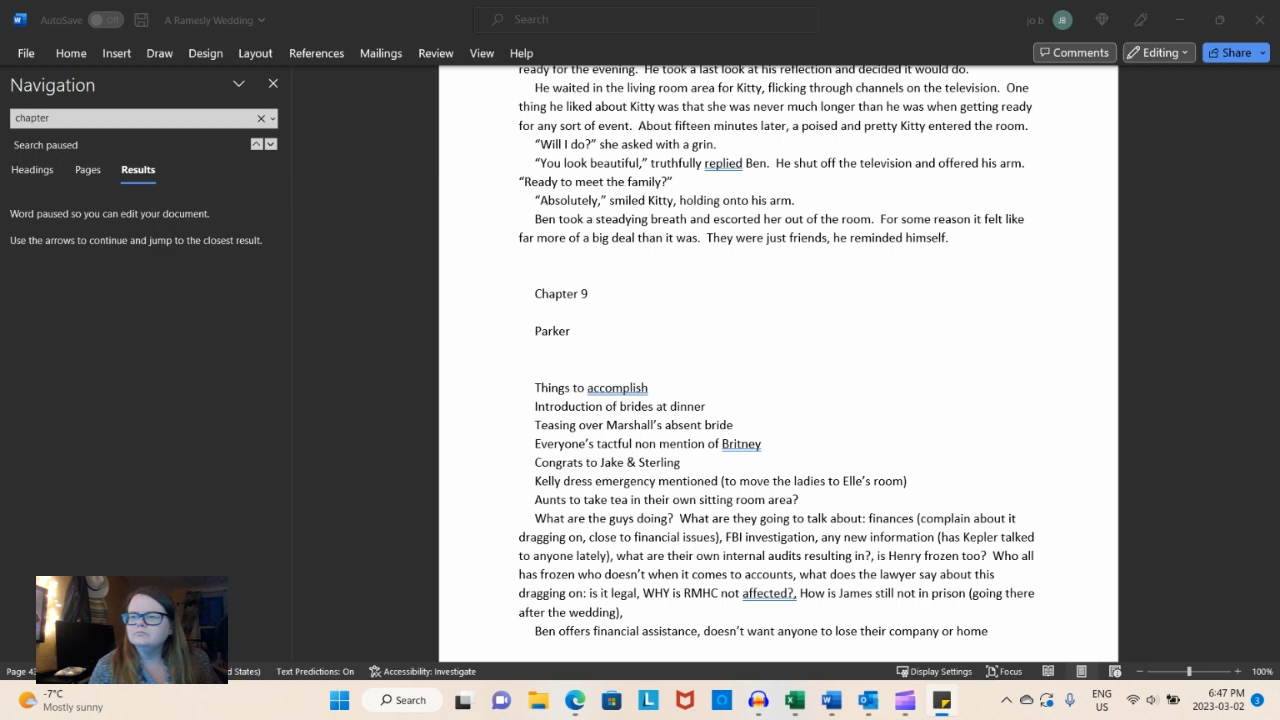 AutoSave Off A Ramesly Wedding Search jo b JB
File Home Insert Draw Design Layout References Mailings Review View Help Comments Editing Share
Navigation
chapter
Search paused
Headings Pages Results
Word paused so you can edit your document.
Use the arrows to continue and jump to the closest result.
ready for the evening.  He took a last look at his reflection and decided it would do.
He waited in the living room area for Kitty, flicking through channels on the television.  One
thing he liked about Kitty was that she was never much longer than he was when getting ready
for any sort of event.  About fifteen minutes later, a poised and pretty Kitty entered the room.
“Will I do?” she asked with a grin.
“You look beautiful,” truthfully replied Ben.  He shut off the television and offered his arm.
“Ready to meet the family?”
“Absolutely,” smiled Kitty, holding onto his arm.
Ben took a steadying breath and escorted her out of the room.  For some reason it felt like
far more of a big deal than it was.  They were just friends, he reminded himself.
Chapter 9
Parker
Things to accomplish
Introduction of brides at dinner
Teasing over Marshall’s absent bride
Everyone’s tactful non mention of Britney
Congrats to Jake & Sterling
Kelly dress emergency mentioned (to move the ladies to Elle’s room)
Aunts to take tea in their own sitting room area?
What are the guys doing?  What are they going to talk about: finances (complain about it
dragging on, close to financial issues), FBI investigation, any new information (has Kepler talked
to anyone lately), what are their own internal audits resulting in?, is Henry frozen too?  Who all
has frozen who doesn’t when it comes to accounts, what does the lawyer say about this
dragging on: is it legal, WHY is RMHC not affected?, How is James still not in prison (going there
after the wedding),
Ben offers financial assistance, doesn’t want anyone to lose their company or home
Page 4 d States) Text Predictions: On Accessibility: Investigate Display Settings Focus 100%
-7°C
Mostly sunny
Search
ENG
US
6:47 PM
2023-03-02
3